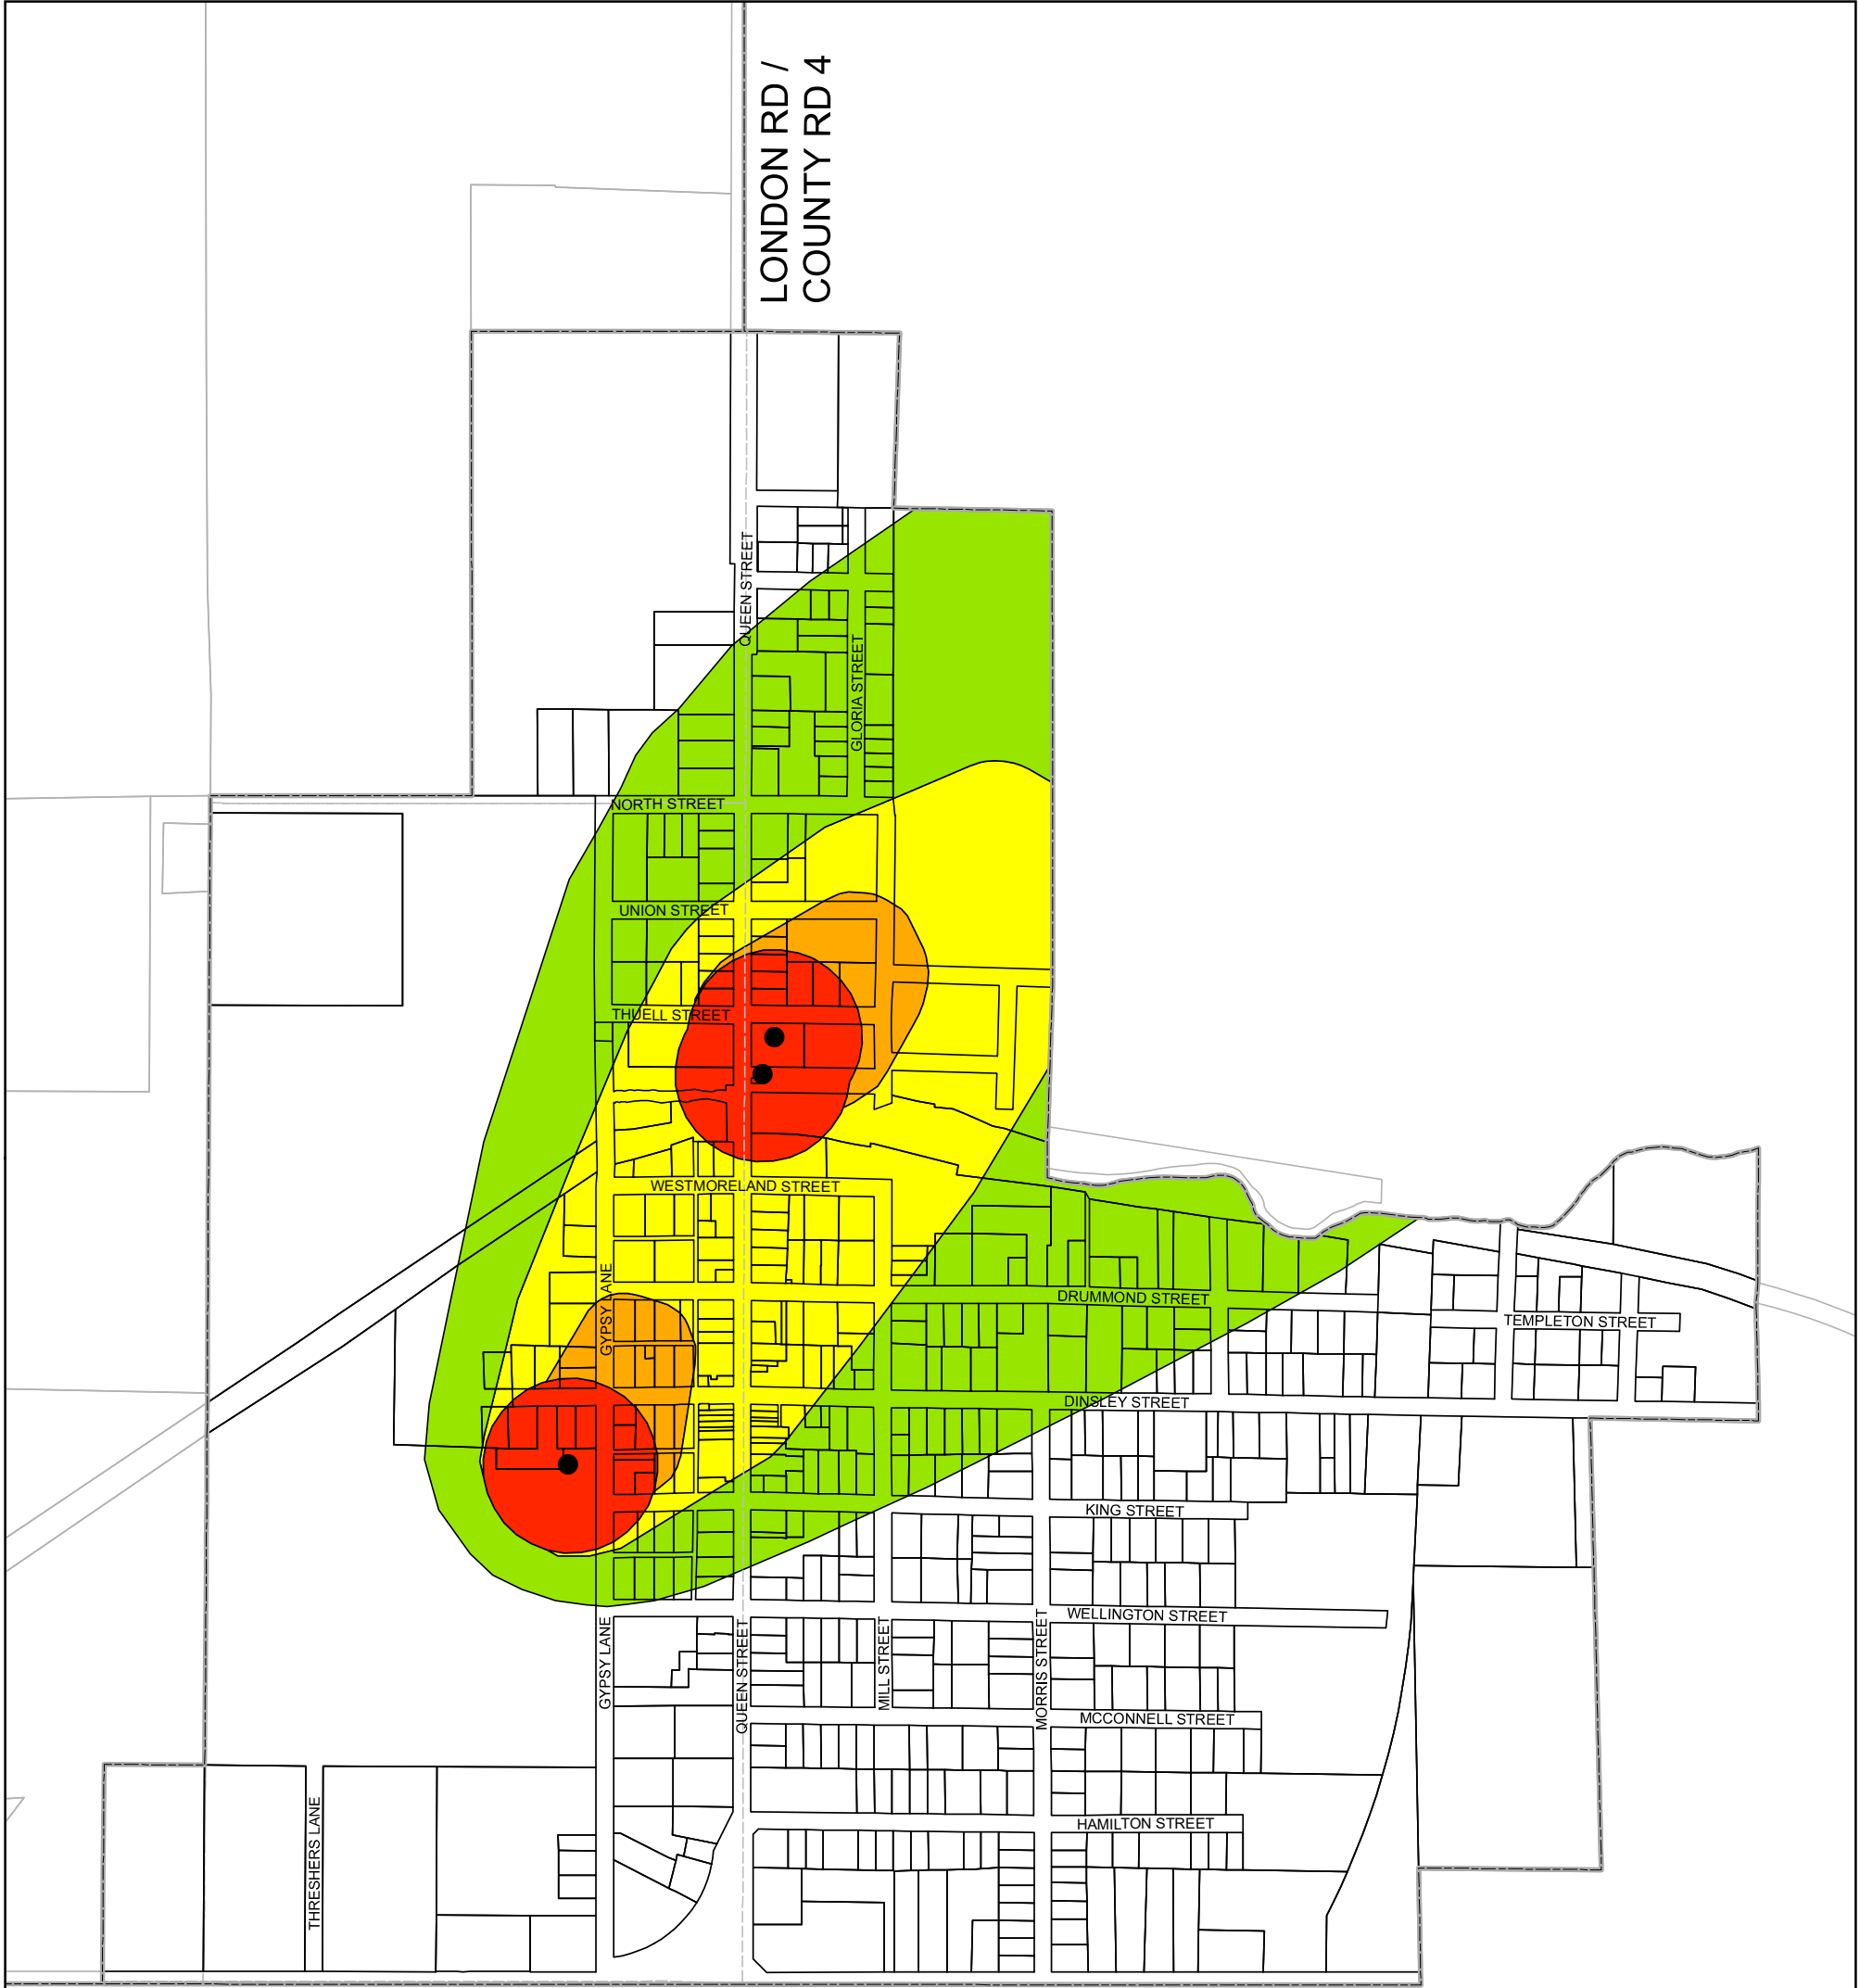 LONDON RD /
COUNTY RD 4
QUEEN STREET
GLORIA STREET
NORTH STREET
UNION STREET
THUELL STREET
WESTMORELAND STREET
GYPSY LANE
DRUMMOND STREET
TEMPLETON STREET
DINSLEY STREET
KING STREET
WELLINGTON STREET
GYPSY LANE
QUEEN STREET
MILL STREET
MORRIS STREET
MCCONNELL STREET
THRESHERS LANE
HAMILTON STREET